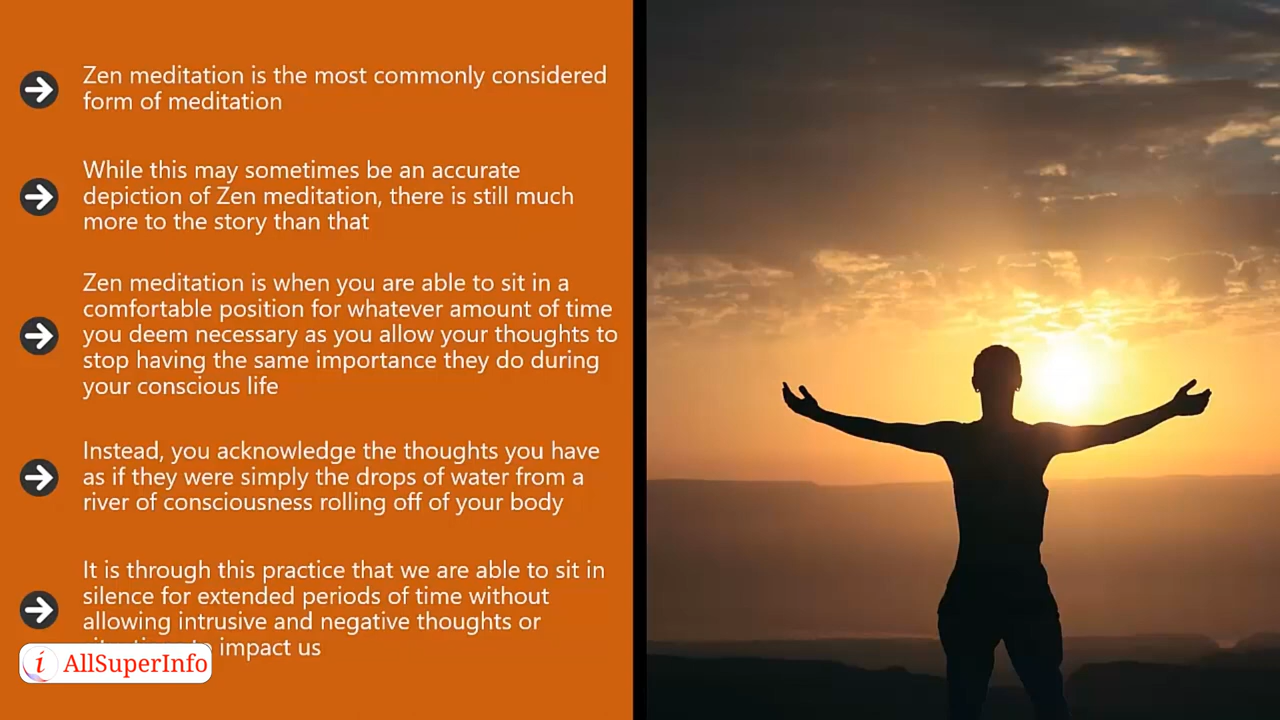 Zen meditation is the most commonly considered
form of meditation
While this may sometimes be an accurate
depiction of Zen meditation, there is still much
more to the story than that
Zen meditation is when you are able to sit in a
comfortable position for whatever amount of time
you deem necessary as you allow your thoughts to
stop having the same importance they do during
your conscious life
Instead, you acknowledge the thoughts you have
as if they were simply the drops of water from a
river of consciousness rolling off of your body
It is through this practice that we are able to sit in
silence for extended periods of time without
allowing intrusive and negative thoughts or
impact us
i AllSuperInfo